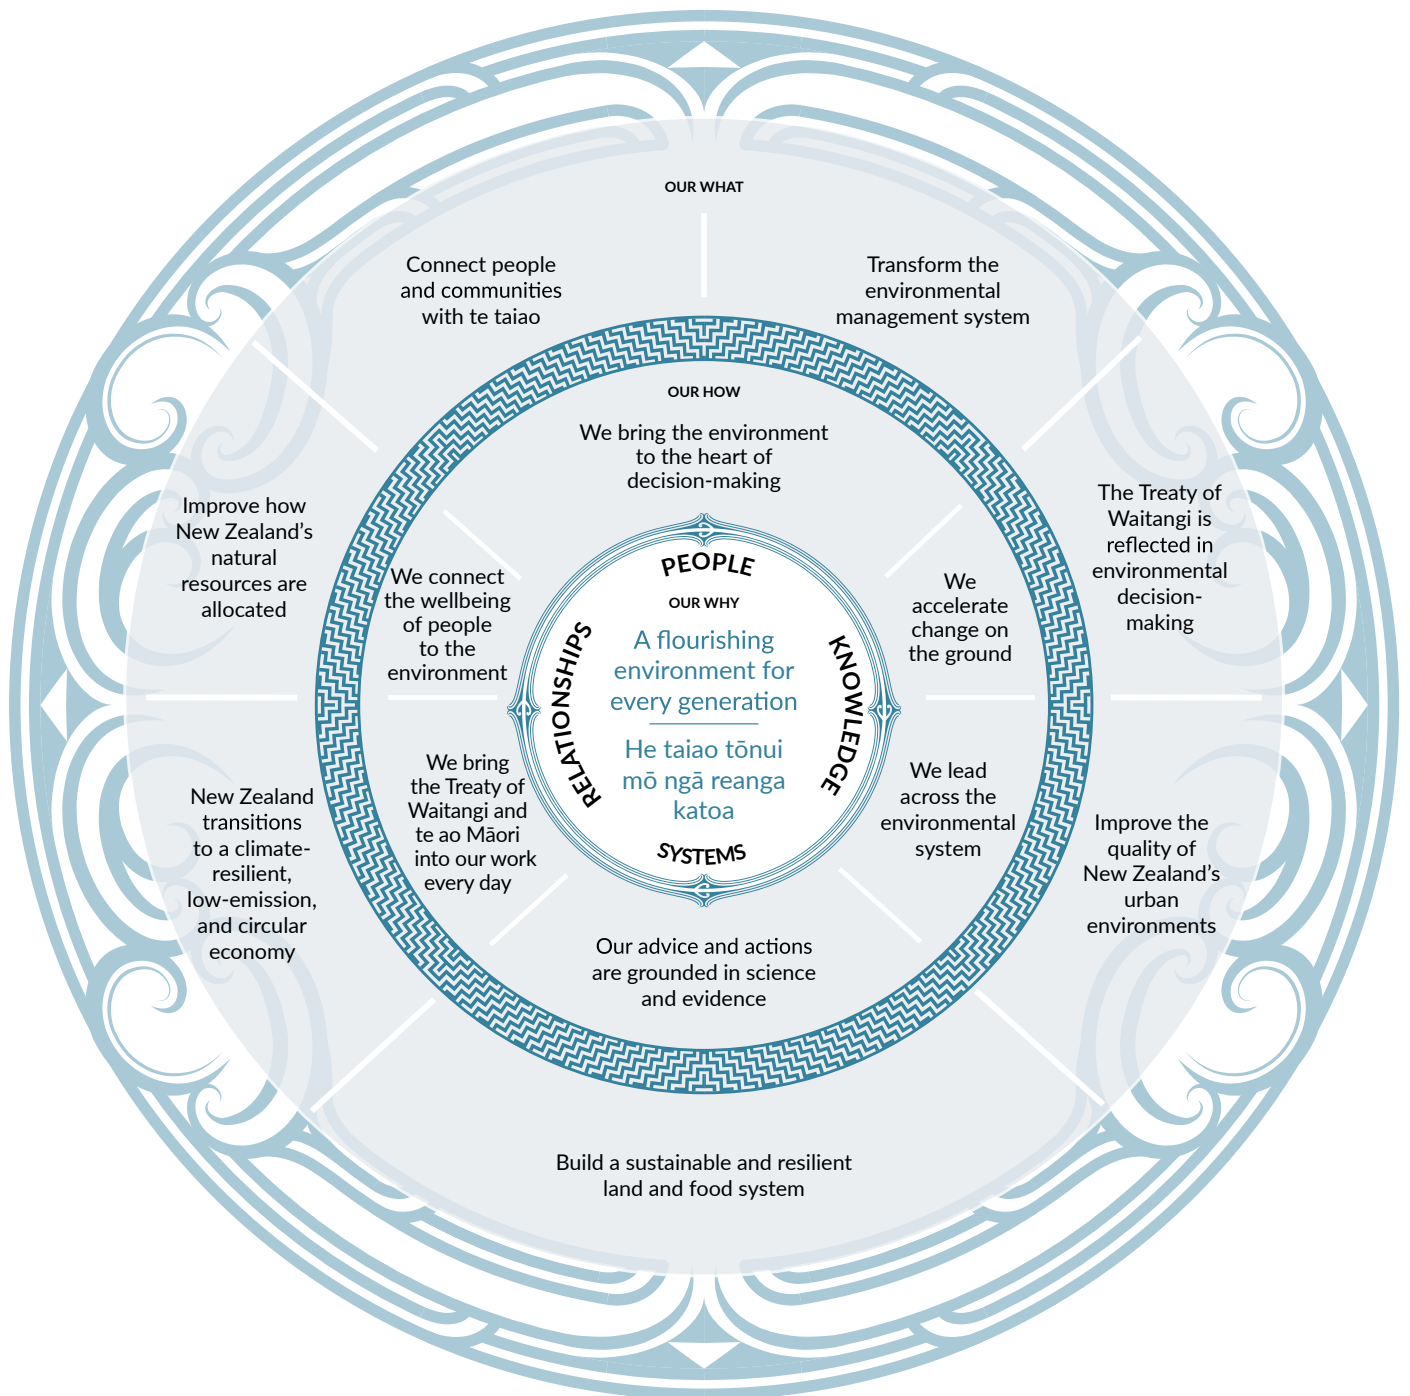 OUR WHAT
Connect people
and communities
with te taiao
Transform the
environmental
management system
The Treaty of
Waitangi is
reflected in
environmental
decision-
making
Improve the
quality of
New Zealand’s
urban
environments
Build a sustainable and resilient
land and food system
New Zealand
transitions
to a climate-
resilient,
low-emission,
and circular
economy
Improve how
New Zealand’s
natural
resources are
allocated
OUR HOW
We bring the environment
to the heart of
decision-making
We
accelerate
change on
the ground
We lead
across the
environmental
system
Our advice and actions
are grounded in science
and evidence
We bring
the Treaty of
Waitangi and
te ao Māori
into our work
every day
We connect
the wellbeing
of people
to the
environment
PEOPLE
KNOWLEDGE
SYSTEMS
RELATIONSHIPS
OUR WHY
A flourishing
environment for
every generation
He taiao tōnui
mō ngā reanga
katoa